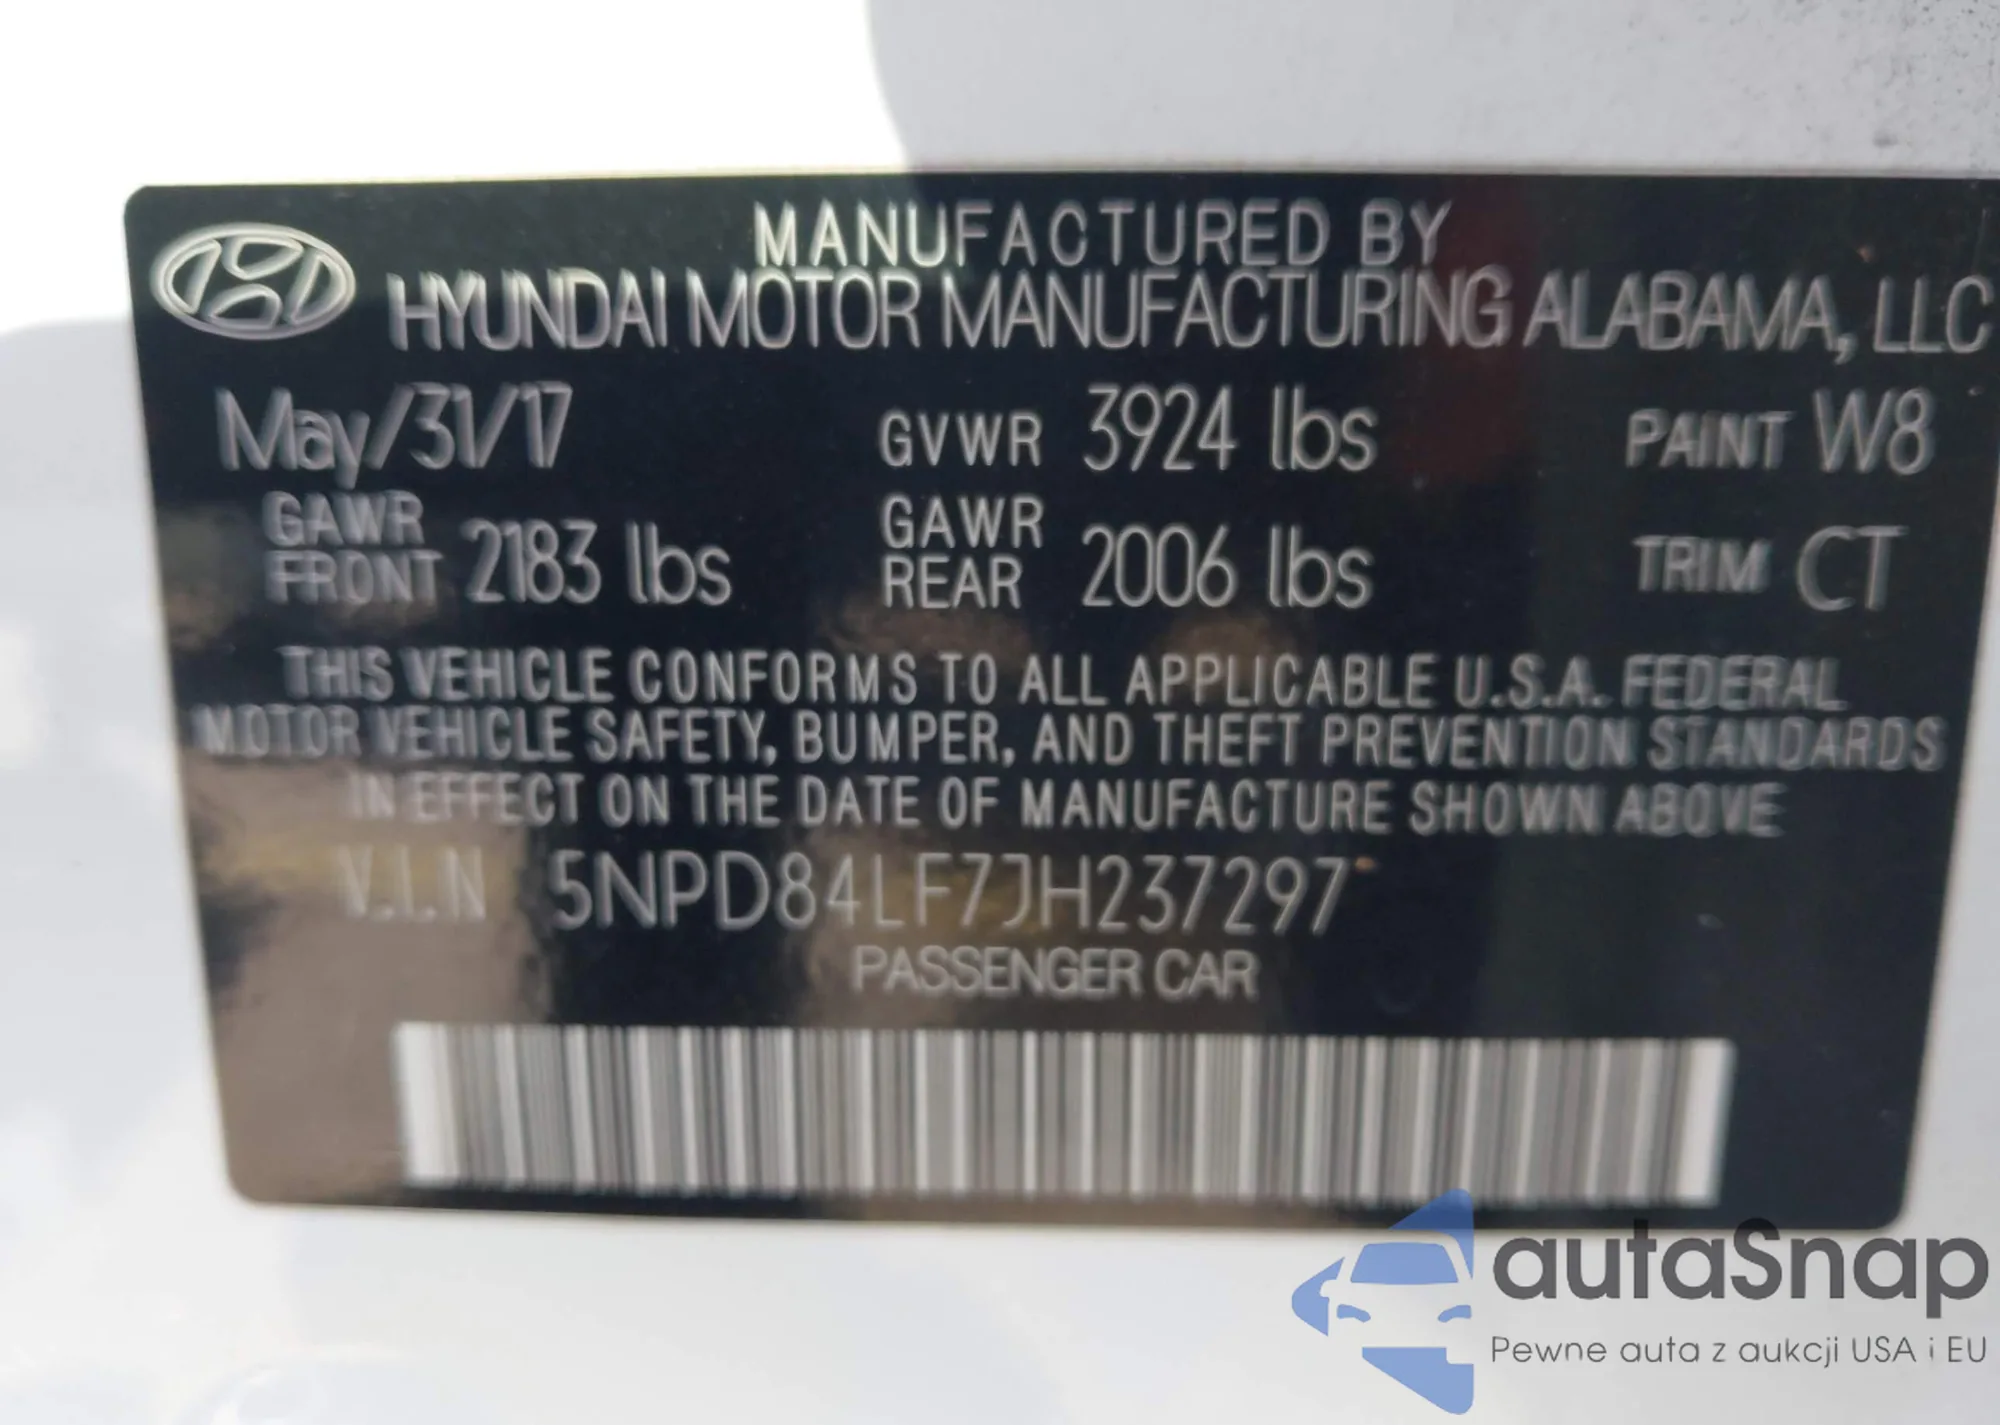 MANUFACTURED BY
HYUNDAI MOTOR MANUFACTURING ALABAMA, LLC
May/31/17 GVWR 3924 lbs PAINT W8
GAWR FRONT 2183 lbs GAWR REAR 2006 lbs TRIM CT
THIS VEHICLE CONFORMS TO ALL APPLICABLE U.S.A. FEDERAL
MOTOR VEHICLE SAFETY, BUMPER, AND THEFT PREVENTION STANDARDS
IN EFFECT ON THE DATE OF MANUFACTURE SHOWN ABOVE
V.I.N 5NPD84LF7JH237297
PASSENGER CAR
autaSnap
Pewne auta z aukcji USA i EU